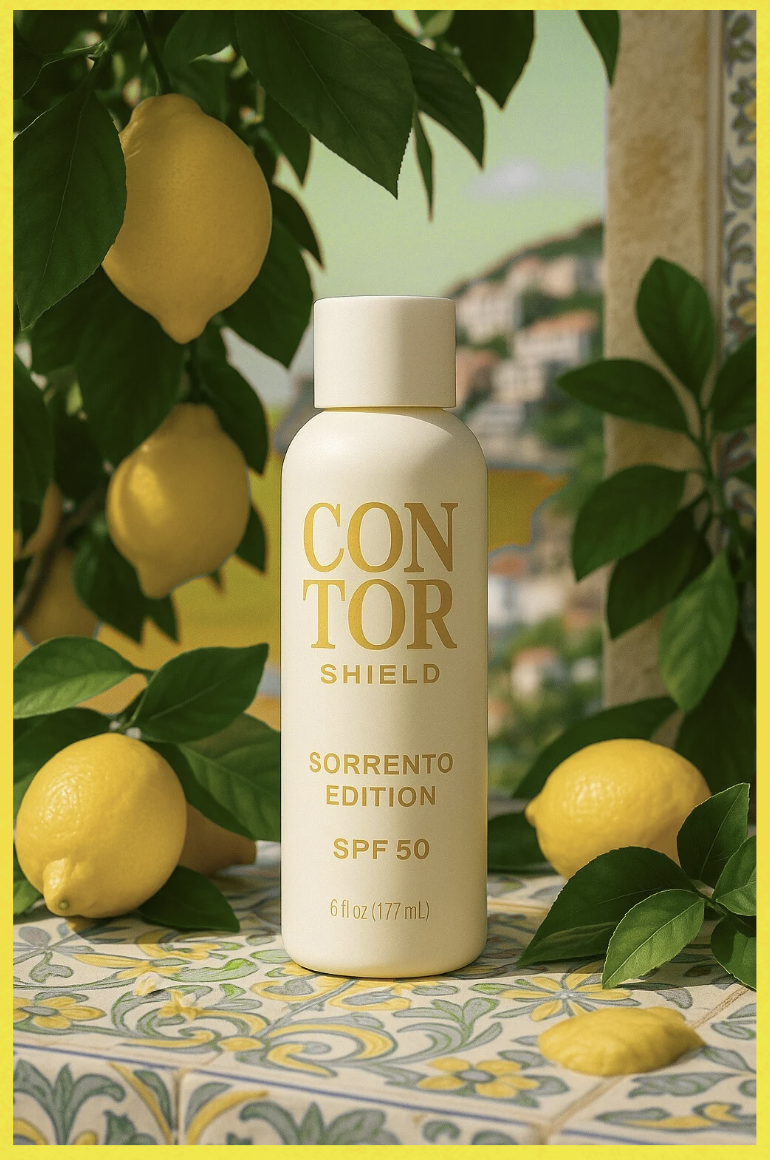 CON
TOR
SHIELD
SORRENTO
EDITION
SPF 50
6 fl oz (177 mL)